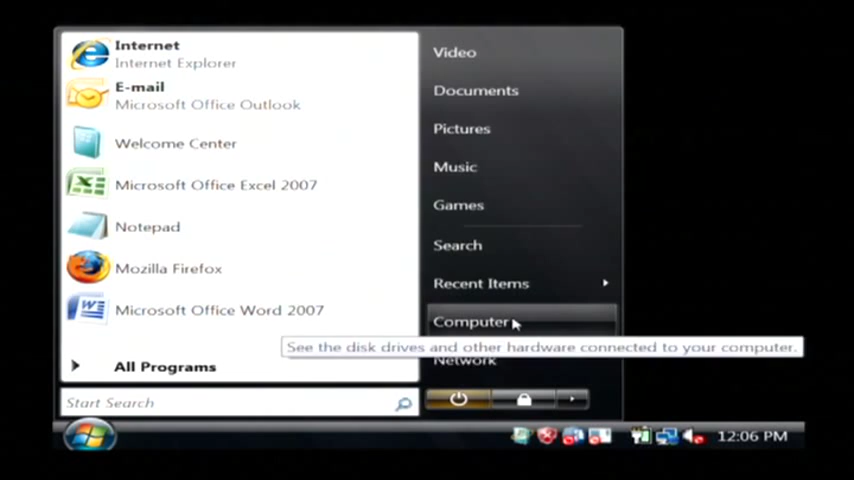 Internet
Internet Explorer
E-mail
Microsoft Office Outlook
Welcome Center
Microsoft Office Excel 2007
Notepad
Mozilla Firefox
Microsoft Office Word 2007
All Programs
Start Search
Video
Documents
Pictures
Music
Games
Search
Recent Items
Computer
See the disk drives and other hardware connected to your computer.
Network
12:06 PM